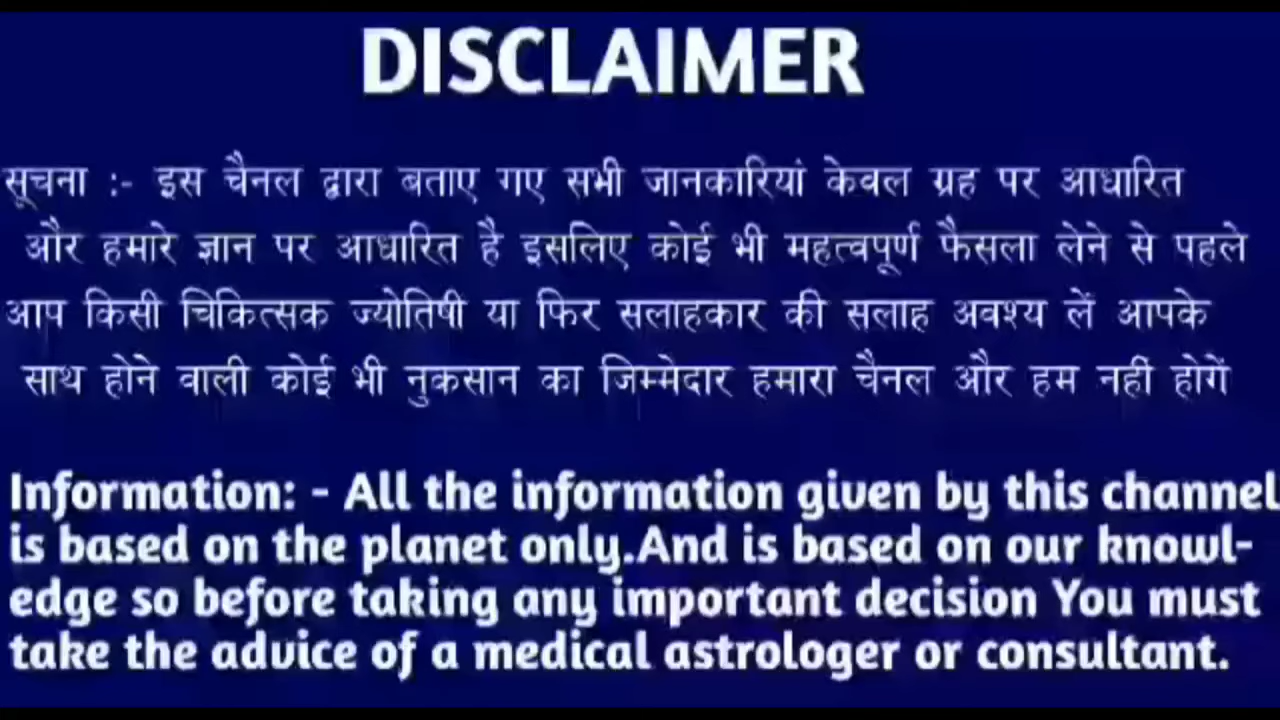 DISCLAIMER
सूचना :- इस चैनल द्वारा बताए गए सभी जानकारियां केवल ग्रह पर आधारित
और हमारे ज्ञान पर आधारित है इसलिए कोई भी महत्वपूर्ण फैसला लेने से पहले
आप किसी चिकित्सक ज्योतिषी या फिर सलाहकार की सलाह अवश्य लें आपके
साथ होने वाली कोई भी नुकसान का जिम्मेदार हमारा चैनल और हम नहीं होगें
Information: - All the information given by this channel
is based on the planet only.And is based on our knowl-
edge so before taking any important decision You must
take the advice of a medical astrologer or consultant.